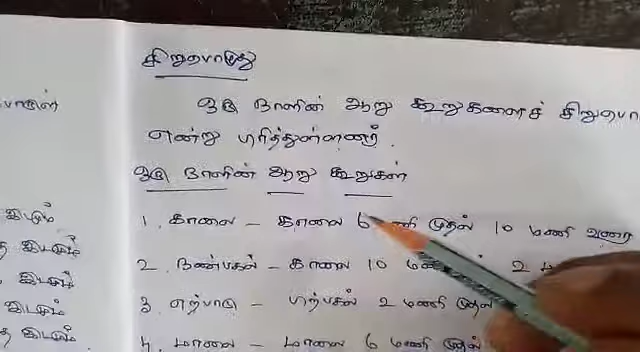 சிறுபொழுது
ஒரு நாளின் ஆறு கூறுகளைச் சிறுபொ
என்று பிரித்துள்ளனர்.
ஒரு நாளின் ஆறு கூறுகள்
1. காலை - காலை 6 மணி முதல் 10 மணி வரை
2. நண்பகல் - காலை 10 2
3. எற்பாடு - பிற்பகல் 2 மணி முதல்
4. மாலை - மாலை 6 மணி முதல்